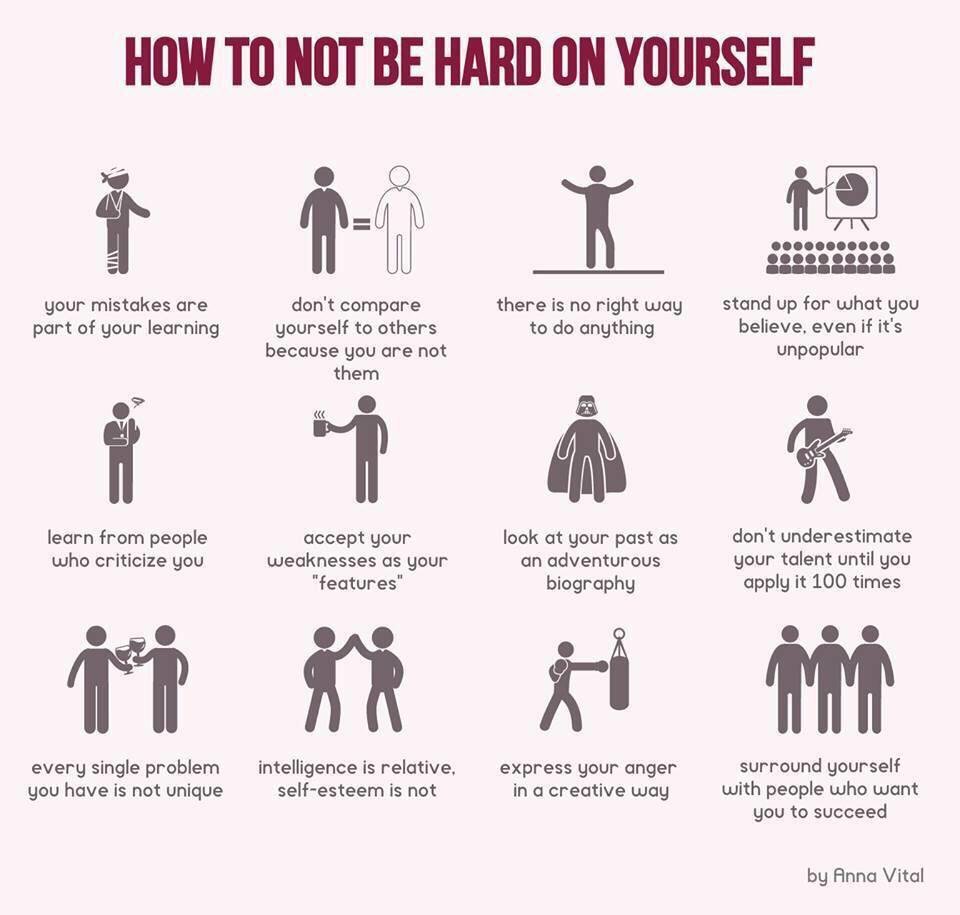 HOW TO NOT BE HARD ON YOURSELF
your mistakes are
part of your learning
don't compare
yourself to others
because you are not
them
there is no right way
to do anything
stand up for what you
believe, even if it's
unpopular
learn from people
who criticize you
accept your
weaknesses as your
"features"
look at your past as
an adventurous
biography
don't underestimate
your talent until you
apply it 100 times
every single problem
you have is not unique
intelligence is relative,
self-esteem is not
express your anger
in a creative way
surround yourself
with people who want
you to succeed
by Anna Vital